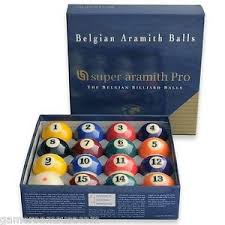 Belgian Aramith Balls
super aramith Pro
THE BELGIAN BILLIARD BALLS
1 2 3 4
5 6 7 8
9 10 11 12
15 14 13